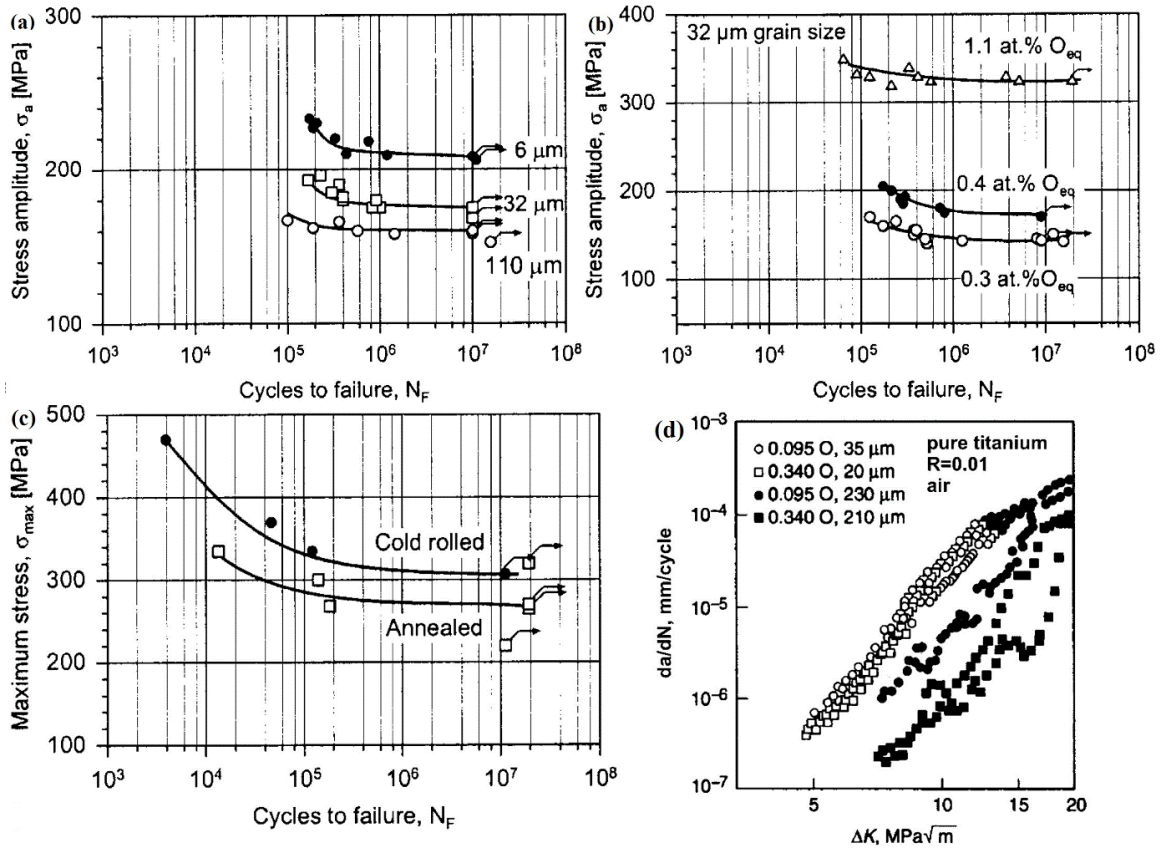 (a)
300
200
100
Stress amplitude, σa [MPa]
6 μm
32 μm
110 μm
10³ 10⁴ 10⁵ 10⁶ 10⁷ 10⁸
Cycles to failure, NF
(b)
400
300
200
100
Stress amplitude, σa [MPa]
32 μm grain size
1.1 at.% Oeq
0.4 at.% Oeq
0.3 at.% Oeq
10³ 10⁴ 10⁵ 10⁶ 10⁷ 10⁸
Cycles to failure, NF
(c)
500
400
300
200
100
Maximum stress, σmax [MPa]
Cold rolled
Annealed
10³ 10⁴ 10⁵ 10⁶ 10⁷ 10⁸
Cycles to failure, NF
(d)
10⁻³
10⁻⁴
10⁻⁵
10⁻⁶
10⁻⁷
da/dN, mm/cycle
0.095 O, 35 μm
0.340 O, 20 μm
0.095 O, 230 μm
0.340 O, 210 μm
pure titanium
R=0.01
air
5 10 15 20
ΔK, MPa√m